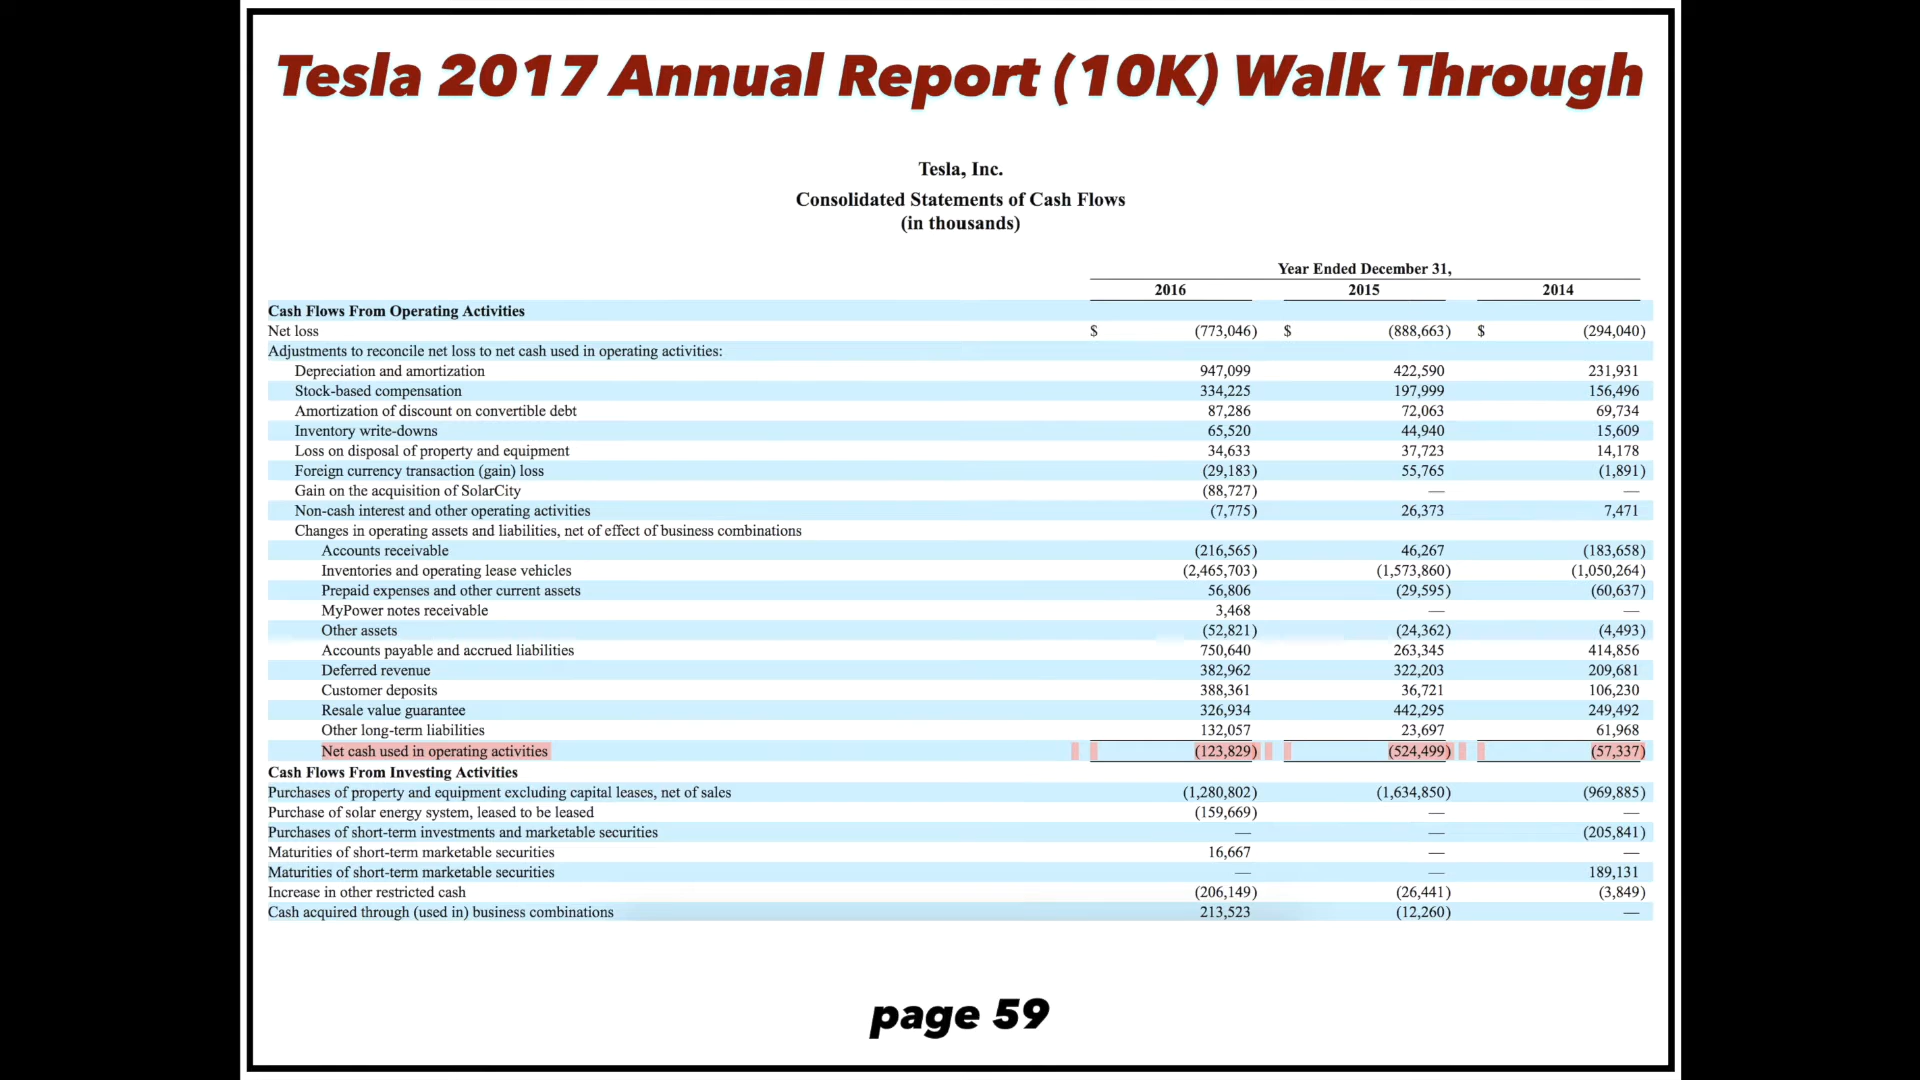 Tesla 2017 Annual Report (10K) Walk Through
Tesla, Inc.
Consolidated Statements of Cash Flows
(in thousands)
Year Ended December 31,
2016 2015 2014
Cash Flows From Operating Activities
Net loss $ (773,046) $ (888,663) $ (294,040)
Adjustments to reconcile net loss to net cash used in operating activities:
Depreciation and amortization 947,099 422,590 231,931
Stock-based compensation 334,225 197,999 156,496
Amortization of discount on convertible debt 87,286 72,063 69,734
Inventory write-downs 65,520 44,940 15,609
Loss on disposal of property and equipment 34,633 37,723 14,178
Foreign currency transaction (gain) loss (29,183) 55,765 (1,891)
Gain on the acquisition of SolarCity (88,727) — —
Non-cash interest and other operating activities (7,775) 26,373 7,471
Changes in operating assets and liabilities, net of effect of business combinations
Accounts receivable (216,565) 46,267 (183,658)
Inventories and operating lease vehicles (2,465,703) (1,573,860) (1,050,264)
Prepaid expenses and other current assets 56,806 (29,595) (60,637)
MyPower notes receivable 3,468 — —
Other assets (52,821) (24,362) (4,493)
Accounts payable and accrued liabilities 750,640 263,345 414,856
Deferred revenue 382,962 322,203 209,681
Customer deposits 388,361 36,721 106,230
Resale value guarantee 326,934 442,295 249,492
Other long-term liabilities 132,057 23,697 61,968
Net cash used in operating activities (123,829) (524,499) (57,337)
Cash Flows From Investing Activities
Purchases of property and equipment excluding capital leases, net of sales (1,280,802) (1,634,850) (969,885)
Purchase of solar energy system, leased to be leased (159,669) — —
Purchases of short-term investments and marketable securities — — (205,841)
Maturities of short-term marketable securities 16,667 — —
Maturities of short-term marketable securities — — 189,131
Increase in other restricted cash (206,149) (26,441) (3,849)
Cash acquired through (used in) business combinations 213,523 (12,260) —
page 59